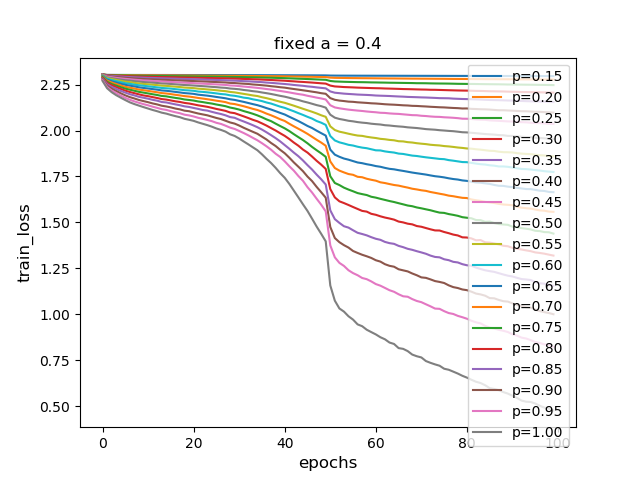 fixed a = 0.4
train_loss
2.25
2.00
1.75
1.50
1.25
1.00
0.75
0.50
p=0.15
p=0.20
p=0.25
p=0.30
p=0.35
p=0.40
p=0.45
p=0.50
p=0.55
p=0.60
p=0.65
p=0.70
p=0.75
p=0.80
p=0.85
p=0.90
p=0.95
p=1.00
0 20 40 60 80 100
epochs